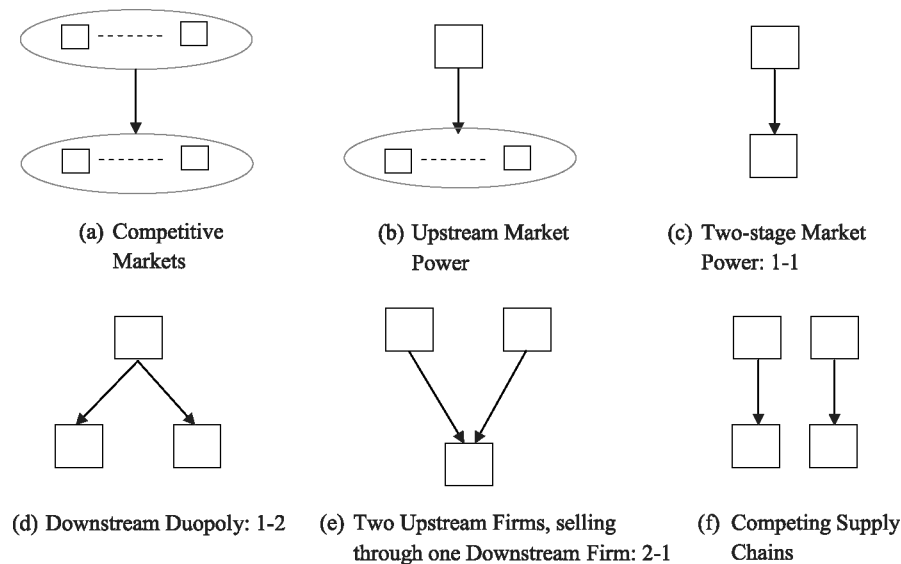 (a) Competitive
Markets
(b) Upstream Market
Power
(c) Two-stage Market
Power: 1-1
(d) Downstream Duopoly: 1-2
(e) Two Upstream Firms, selling
through one Downstream Firm: 2-1
(f) Competing Supply
Chains